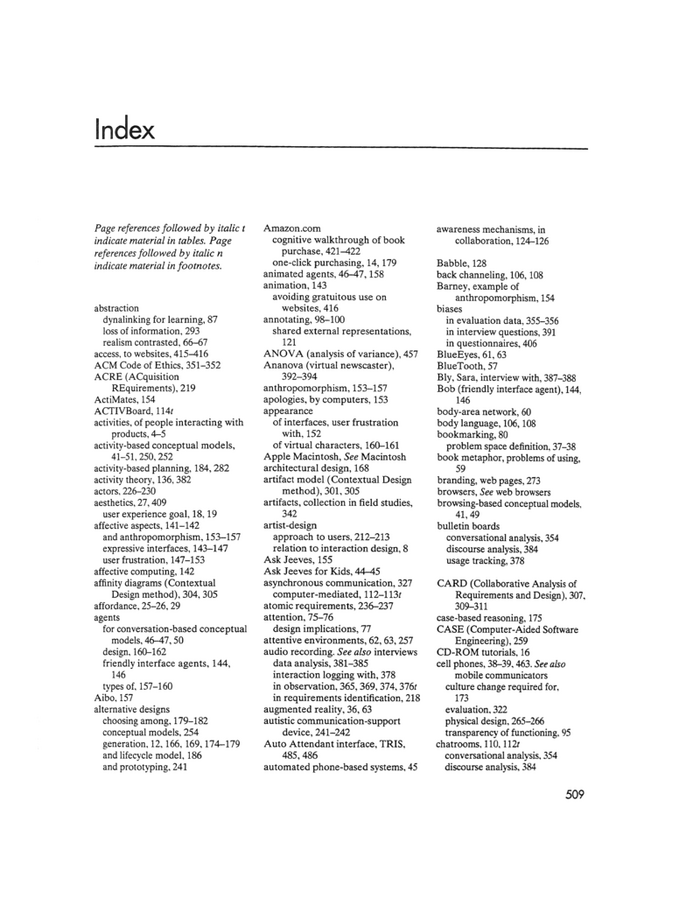 Index
Page references followed by italic t
indicate material in tables. Page
references followed by italic n
indicate material in footnotes.
abstraction
dynalinking for learning, 87
loss of information, 293
realism contrasted, 66–67
access, to websites, 415–416
ACM Code of Ethics, 351–352
ACRE (ACquisition
REquirements), 219
ActiMates, 154
ACTIVBoard, 114t
activities, of people interacting with
products, 4–5
activity-based conceptual models,
41–51, 250, 252
activity-based planning, 184, 282
activity theory, 136, 382
actors, 226–230
aesthetics, 27, 409
user experience goal, 18, 19
affective aspects, 141–142
and anthropomorphism, 153–157
expressive interfaces, 143–147
user frustration, 147–153
affective computing, 142
affinity diagrams (Contextual
Design method), 304, 305
affordance, 25–26, 29
agents
for conversation-based conceptual
models, 46–47, 50
design, 160–162
friendly interface agents, 144,
146
types of, 157–160
Aibo, 157
alternative designs
choosing among, 179–182
conceptual models, 254
generation, 12, 166, 169, 174–179
and lifecycle model, 186
and prototyping, 241
Amazon.com
cognitive walkthrough of book
purchase, 421–422
one-click purchasing, 14, 179
animated agents, 46–47, 158
animation, 143
avoiding gratuitous use on
websites, 416
annotating, 98–100
shared external representations,
121
ANOVA (analysis of variance), 457
Ananova (virtual newscaster),
392–394
anthropomorphism, 153–157
apologies, by computers, 153
appearance
of interfaces, user frustration
with, 152
of virtual characters, 160–161
Apple Macintosh, See Macintosh
architectural design, 168
artifact model (Contextual Design
method), 301, 305
artifacts, collection in field studies,
342
artist-design
approach to users, 212–213
relation to interaction design, 8
Ask Jeeves, 155
Ask Jeeves for Kids, 44–45
asynchronous communication, 327
computer-mediated, 112–113t
atomic requirements, 236–237
attention, 75–76
design implications, 77
attentive environments, 62, 63, 257
audio recording. See also interviews
data analysis, 381–385
interaction logging with, 378
in observation, 365, 369, 374, 376t
in requirements identification, 218
augmented reality, 36, 63
autistic communication-support
device, 241–242
Auto Attendant interface, TRIS,
485, 486
automated phone-based systems, 45
awareness mechanisms, in
collaboration, 124–126
Babble, 128
back channeling, 106, 108
Barney, example of
anthropomorphism, 154
biases
in evaluation data, 355–356
in interview questions, 391
in questionnaires, 406
BlueEyes, 61, 63
BlueTooth, 57
Bly, Sara, interview with, 387–388
Bob (friendly interface agent), 144,
146
body-area network, 60
body language, 106, 108
bookmarking, 80
problem space definition, 37–38
book metaphor, problems of using,
59
branding, web pages, 273
browsers, See web browsers
browsing-based conceptual models,
41, 49
bulletin boards
conversational analysis, 354
discourse analysis, 384
usage tracking, 378
CARD (Collaborative Analysis of
Requirements and Design), 307,
309–311
case-based reasoning, 175
CASE (Computer-Aided Software
Engineering), 259
CD-ROM tutorials, 16
cell phones, 38–39, 463. See also
mobile communicators
culture change required for,
173
evaluation, 322
physical design, 265–266
transparency of functioning, 95
chatrooms, 110, 112t
conversational analysis, 354
discourse analysis, 384
509